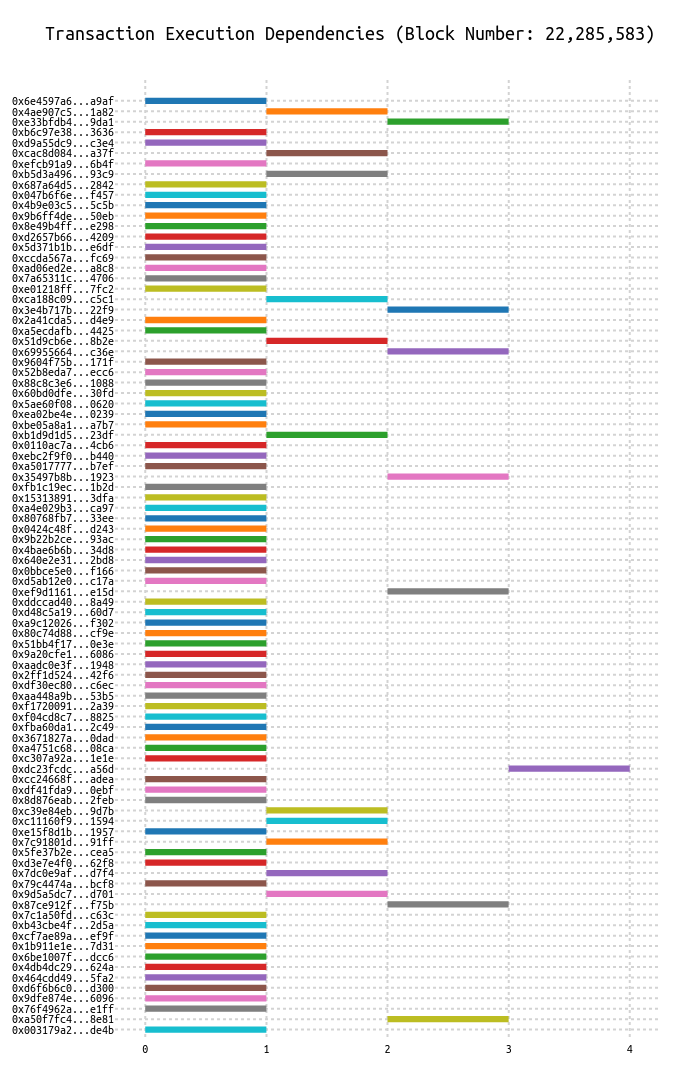 Transaction Execution Dependencies (Block Number: 22,285,583)
0x6e4597a6...a9af
0x4ae907c5...1a82
0xe33bfdb4...9da1
0xb6c97e38...3636
0xd9a55dc9...c3e4
0xcac8d084...a37f
0xefcb91a9...6b4f
0xb5d3a496...93c9
0x687a64d5...2842
0x047b6f6e...f457
0x4b9e03c5...5c5b
0x9b6ff4de...50eb
0x8e49b4ff...e298
0xd2657b66...4209
0x5d371b1b...e6df
0xccda567a...fc69
0xad06ed2e...a8c8
0x7a65311c...4706
0xe01218ff...7fc2
0xca188c09...c5c1
0x3e4b717b...22f9
0x2a41cda5...d4e9
0xa5ecdafb...4425
0x51d9cb6e...8b2e
0x69955664...c36e
0x9604f75b...171f
0x52b8eda7...ecc6
0x88c8c3e6...1088
0x60bd0dfe...30fd
0x5ae60f08...0620
0xea02be4e...0239
0xbe05a8a1...a7b7
0xb1d9d1d5...23df
0x0110ac7a...4cb6
0xebc2f9f0...b440
0xa5017777...b7ef
0x35497b8b...1923
0xfb1c19ec...1b2d
0x15313891...3dfa
0xa4e029b3...ca97
0x80768fb7...33ee
0x0424c48f...d243
0x9b22b2ce...93ac
0x4bae6b6b...34d8
0x640e2e31...2bd8
0x0bbce5e0...f166
0xd5ab12e0...c17a
0xef9d1161...e15d
0xddccad40...8a49
0xd48c5a19...60d7
0xa9c12026...f302
0x80c74d88...cf9e
0x51bb4f17...0e3e
0x9a20cfe1...6086
0xaadc0e3f...1948
0x2ff1d524...42f6
0xdf30ec80...c6ec
0xaa448a9b...53b5
0xf1720091...2a39
0xf04cd8c7...8825
0xfba60da1...2c49
0x3671827a...0dad
0xa4751c68...08ca
0xc307a92a...1e1e
0xdc23fcdc...a56d
0xcc24668f...adea
0xdf41fda9...0ebf
0x8d876eab...2feb
0xc39e84eb...9d7b
0xc11160f9...1594
0xe15f8d1b...1957
0x7c91801d...91ff
0x5fe37b2e...cea5
0xd3e7e4f0...62f8
0x7dc0e9af...d7f4
0x79c4474a...bcf8
0x9d5a5dc7...d701
0x87ce912f...f75b
0x7c1a50fd...c63c
0xb43cbe4f...2d5a
0xcf7ae89a...ef9f
0x1b911e1e...7d31
0x6be1007f...dcc6
0x4db4dc29...624a
0x464cdd49...5fa2
0xd6f6b6c0...d300
0x9dfe874e...6096
0x76f4962a...e1ff
0xa50f7fc4...8e81
0x003179a2...de4b
0 1 2 3 4